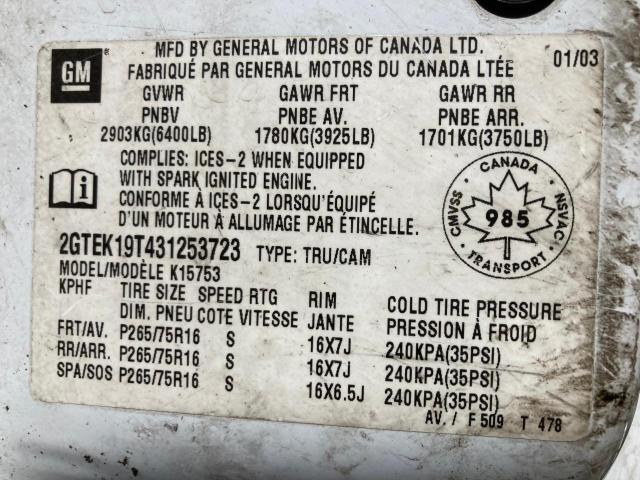 MFD BY GENERAL MOTORS OF CANADA LTD.
GM
FABRIQUÉ PAR GENERAL MOTORS DU CANADA LTÉE
01/03
GVWR GAWR FRT GAWR RR
PNBV PNBE AV. PNBE ARR.
2903KG(6400LB) 1780KG(3925LB) 1701KG(3750LB)
COMPLIES: ICES-2 WHEN EQUIPPED
WITH SPARK IGNITED ENGINE.
CONFORME À ICES-2 LORSQU'ÉQUIPÉ
D'UN MOTEUR À ALLUMAGE PAR ÉTINCELLE.
CANADA
CMVSS
985
NSVAC
TRANSPORT
2GTEK19T431253723 TYPE: TRU/CAM
MODEL/MODÈLE K15753
KPHF TIRE SIZE SPEED RTG RIM COLD TIRE PRESSURE
DIM. PNEU COTE VITESSE JANTE PRESSION À FROID
FRT/AV. P265/75R16 S 16X7J 240KPA(35PSI)
RR/ARR. P265/75R16 S 16X7J 240KPA(35PSI)
SPA/SOS P265/75R16 S 16X6.5J 240KPA(35PSI)
AV./ F509 T 478